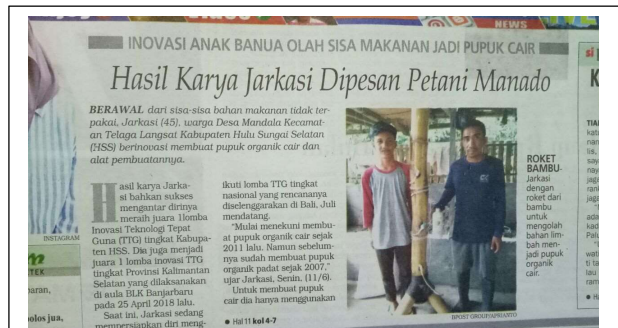 NEWS
INOVASI ANAK BANUA OLAH SISA MAKANAN JADI PUPUK CAIR
Hasil Karya Jarkasi Dipesan Petani Manado
BERAWAL dari sisa-sisa bahan makanan tidak ter-
pakai, Jarkasi (45), warga Desa Mandala Kecamat-
an Telaga Langsat Kabupaten Hulu Sungai Selatan
(HSS) berinovasi membuat pupuk organik cair dan
alat pembuatannya.
Hasil karya Jarka-
si bahkan sukses
mengantar dirinya
meraih juara 1lomba
Inovasi Teknologi Tepat
Guna (TTG) tingkat Kabupa-
ten HSS. Dia juga menjadi
juara 1 lomba inovasi TTG
tingkat Provinsi Kalimantan
Selatan yang dilaksanakan
di aula BLK Banjarbaru
pada 25 April 2018 lalu.
Saat ini, Jarkasi sedang
mempersiapkan diri meng-
ikuti lomba TTG tingkat
nasional yang rencananya
diselenggarakan di Bali, Juli
mendatang.
"Mulai menekuni membu-
at pupuk organik cair sejak
2011 lalu. Namun sebelum-
nya sudah membuat pupuk
organik padat sejak 2007,"
ujar Jarkasi, Senin, (11/6).
Untuk membuat pupuk
cair dia hanya menggunakan
● Hal 11 kol 4-7
BPOST GROUP/APRIANTO
ROKET
BAMBU-
Jarkasi
dengan
roket dari
bambu
untuk
mengolah
bahan lim-
bah men-
jadi pupuk
organik
cair.
INSTAGRAM
TEK
polos jua,